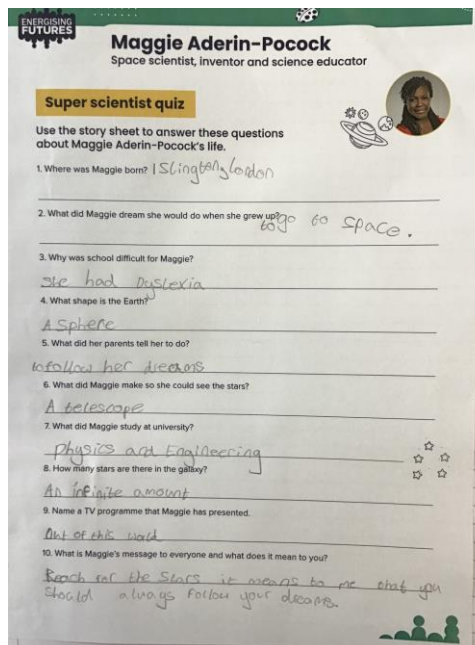 ENERGISING
FUTURES
Maggie Aderin-Pocock
Space scientist, inventor and science educator
Super scientist quiz
Use the story sheet to answer these questions
about Maggie Aderin-Pocock's life.
1. Where was Maggie born? Islington, London
2. What did Maggie dream she would do when she grew up? to go to space.
3. Why was school difficult for Maggie?
She had Dyslexia
4. What shape is the Earth?
A Sphere
5. What did her parents tell her to do?
to follow her dreams
6. What did Maggie make so she could see the stars?
A telescope
7. What did Maggie study at university?
Physics and Engineering
8. How many stars are there in the galaxy?
An infinite amount
9. Name a TV programme that Maggie has presented.
Out of this world
10. What is Maggie's message to everyone and what does it mean to you?
Reach for the stars it means to me that you
should always follow your dreams.